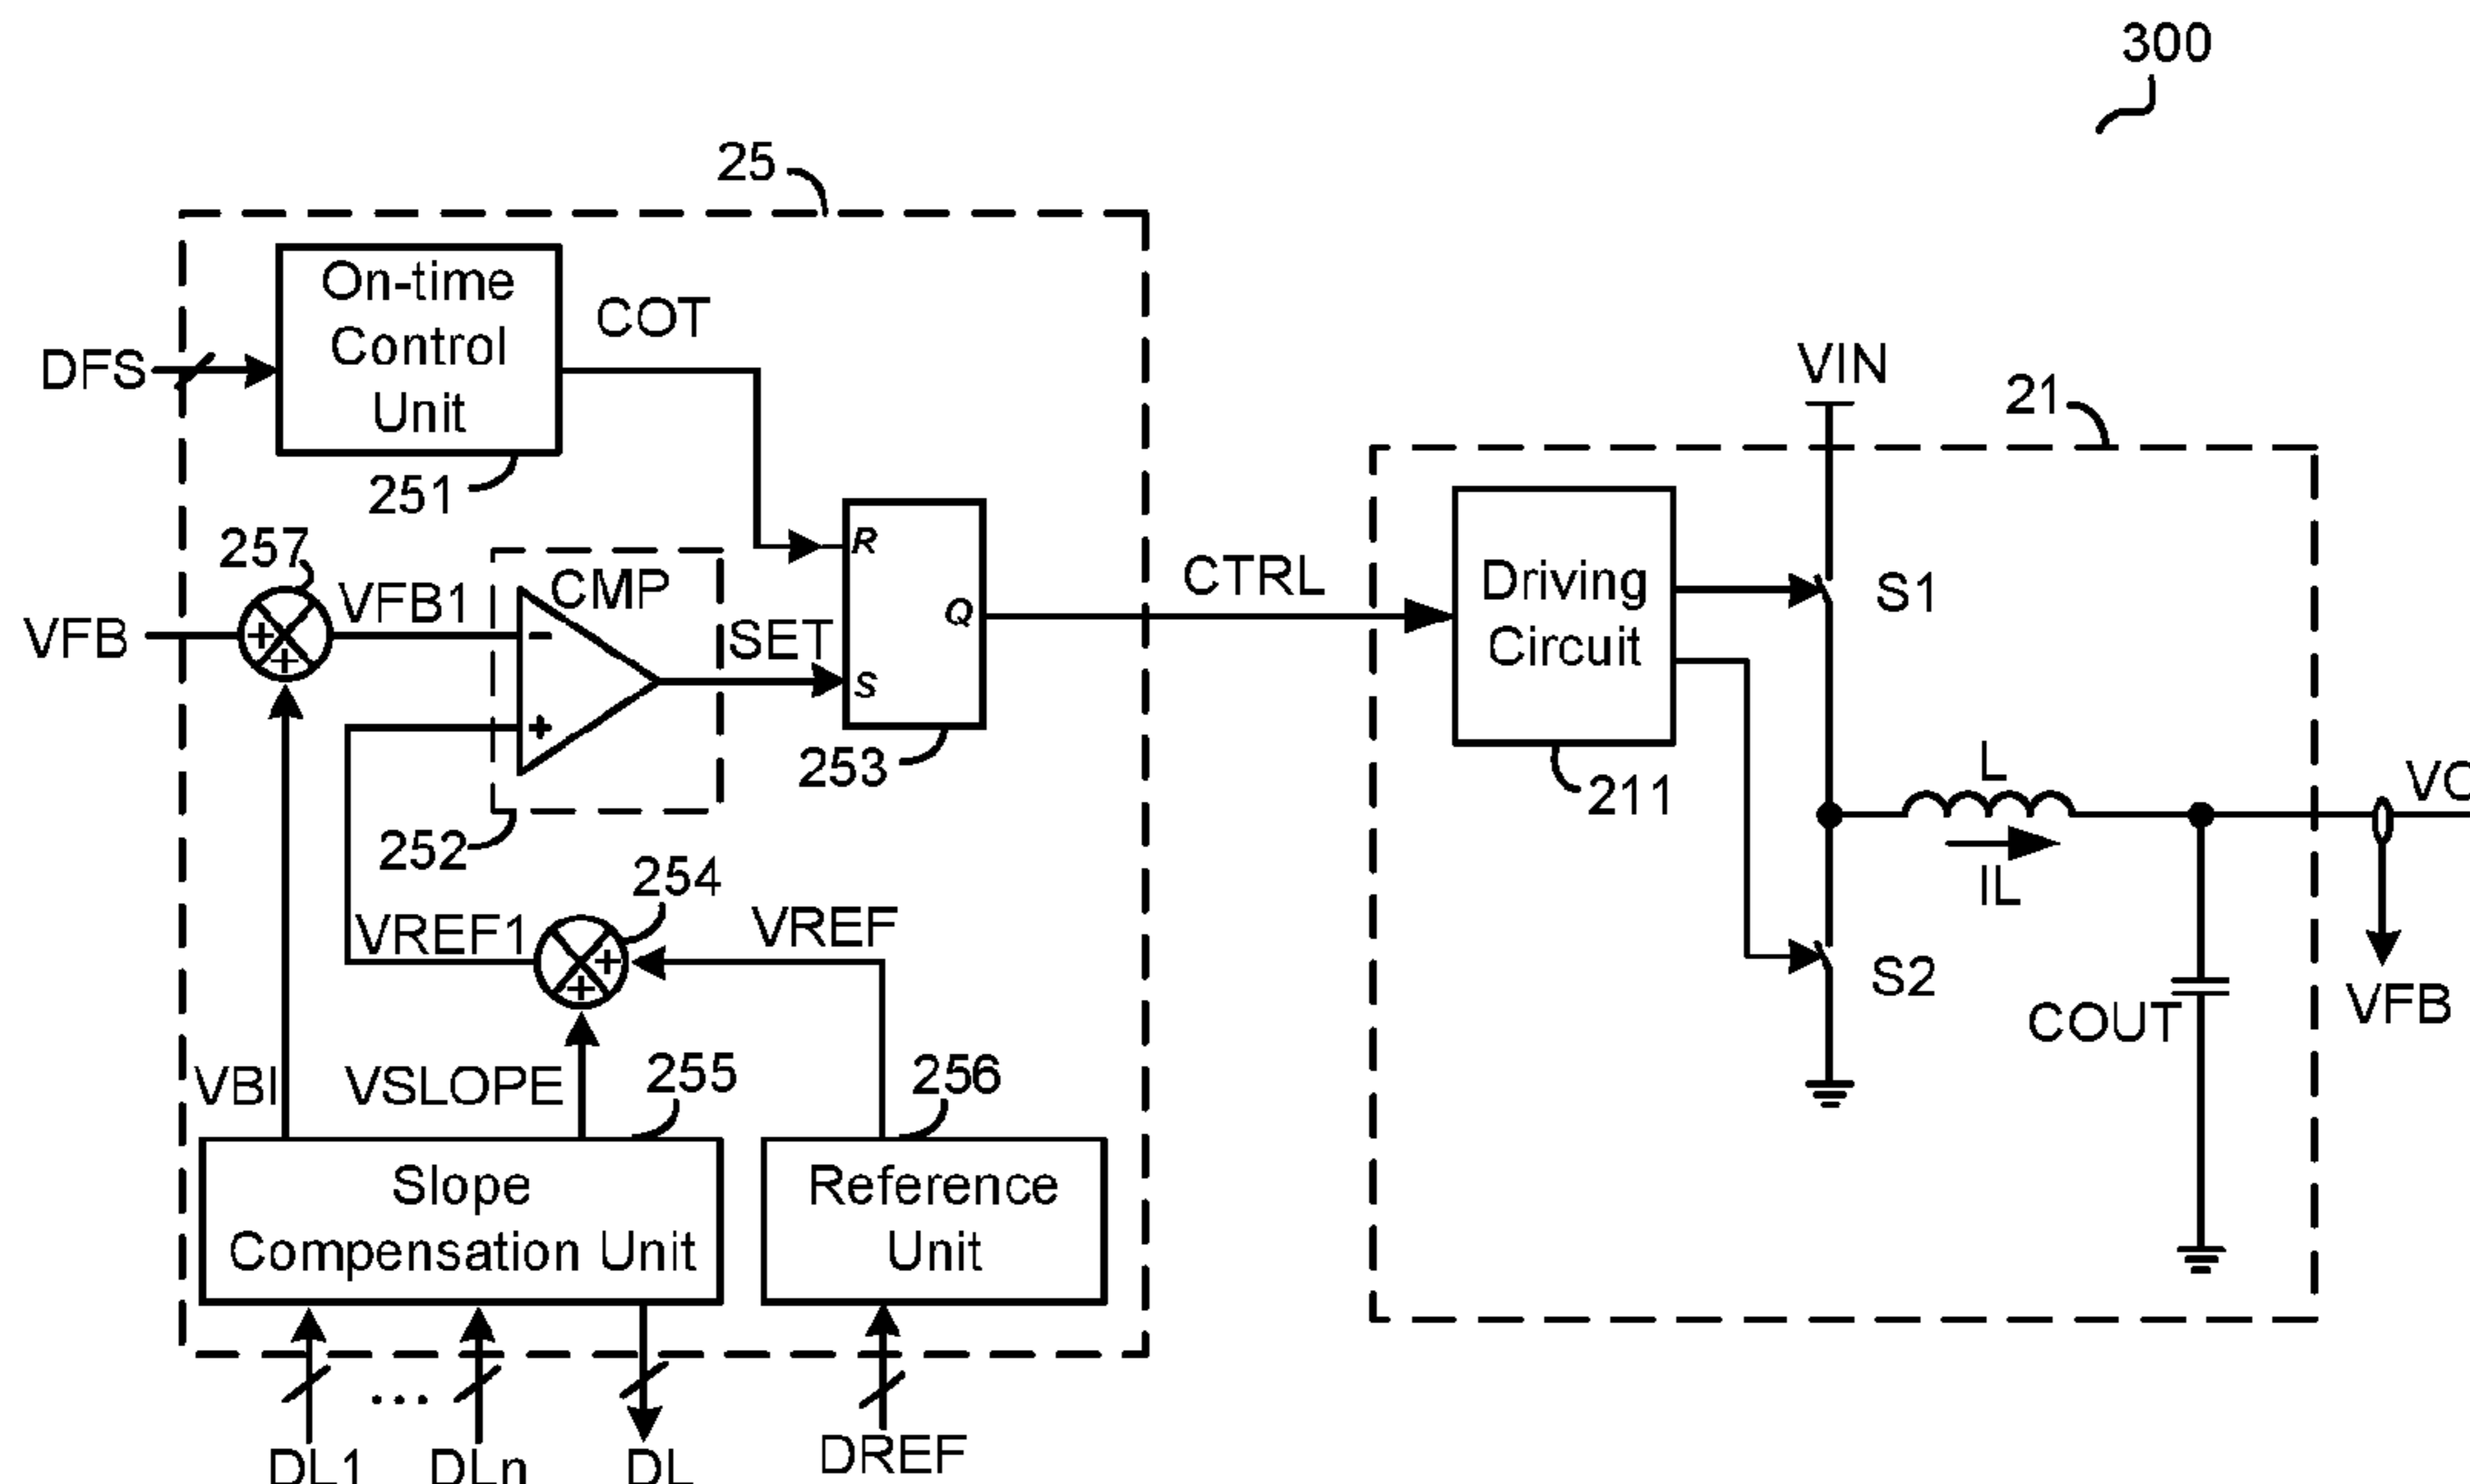 300
25
On-time
Control
Unit
COT
DFS
251
VIN
21
257
VFB
VFB1
CMP
SET
R
Q
S
252
253
CTRL
Driving
Circuit
211
S1
S2
L
IL
COUT
VFB
254
VREF1
VREF
VBI
VSLOPE
255
256
Slope
Compensation Unit
Reference
Unit
DL1
...
DLn
DL
DREF